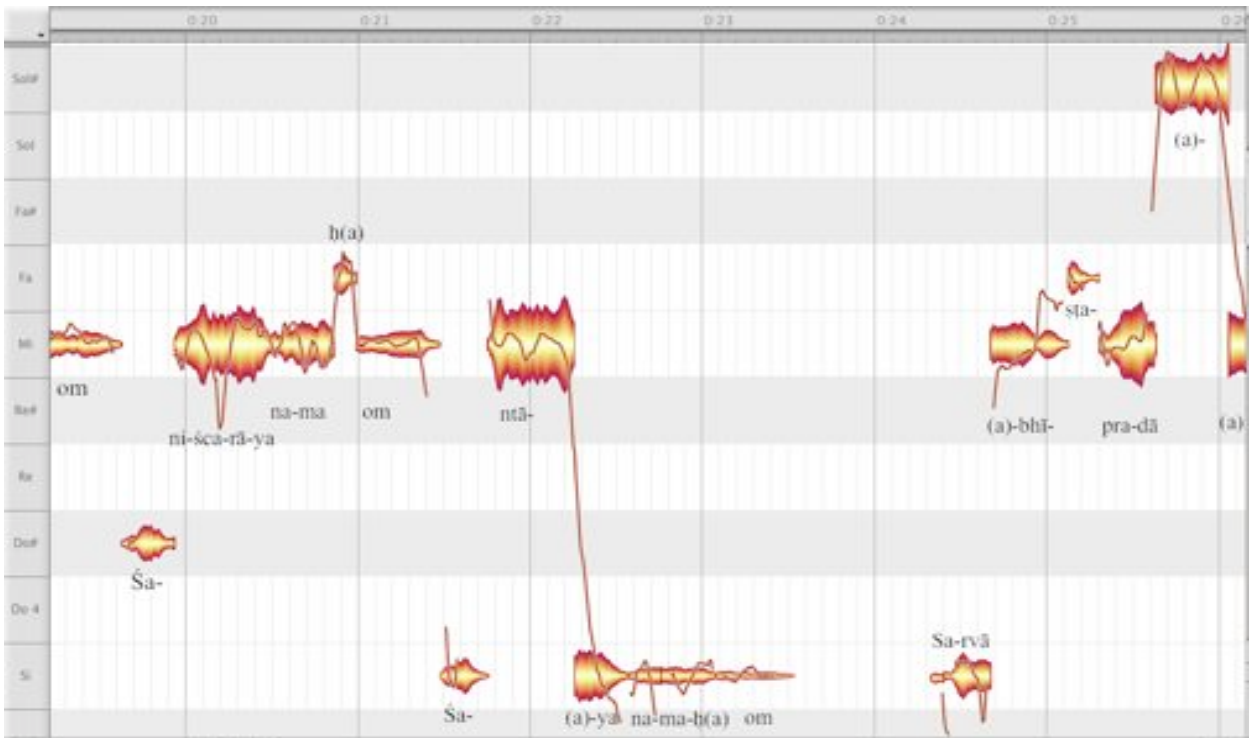 0:20 0:21 0:22 0:23 0:24 0:25 0:26
Sol#
Sol
Fa#
Fa
Mi
Re#
Re
Do#
Do 4
Si
(a)-
ḥ(a)
ṣṭa-
om
ni-śca-rā-ya
na-ma
om
ntā-
(a)-bhī-
pra-dā
(a)
Śa-
Sa-rvā
Śa-
(a)-ya
na-ma-ḥ(a)
om